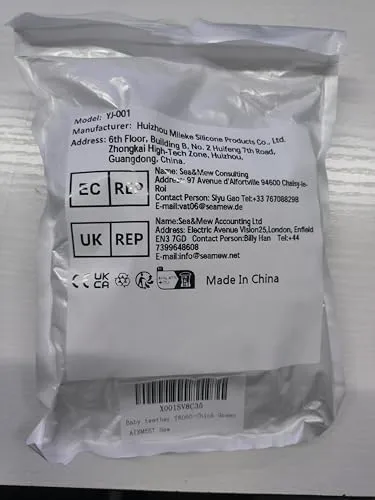 Model: YJ-001
Manufacturer: Huizhou Mileke Silicone Products Co., Ltd.
Address: 6th Floor, Building B, No. 2 Huifeng 7th Road,
Zhongkai High-Tech Zone, Huizhou,
Guangdong, China.
EC REP
Name: Sea&Mew Consulting
Address: 97 Avenue d'Alfortville 94600 Choisy-le-
Roi
Contact Person: Siyu Gao Tel:+33 767088298
E-mail:vat06@seamew.de
UK REP
Name:Sea&Mew Accounting Ltd
Address: Electric Avenue Vision25,London, Enfield
EN3 7GD Contact Person:Billy Han Tel:+44
7399648608
E-mail:info@seamew.net
CE UK CA
Made In China
X001SV8C35
Baby teether
New